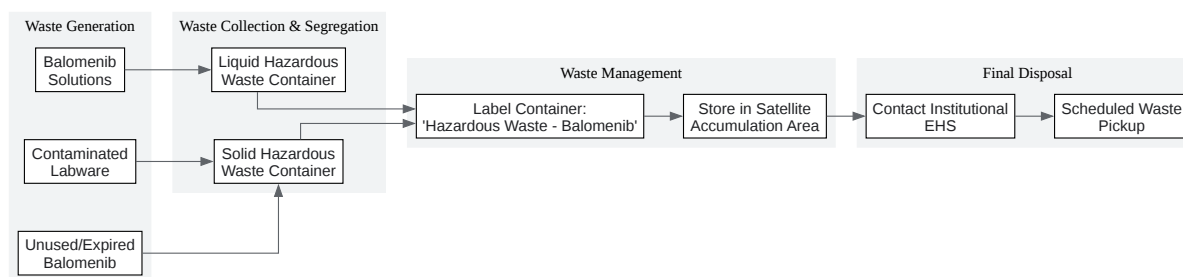 Waste Generation
Balomenib
Solutions
Contaminated
Labware
Unused/Expired
Balomenib
Waste Collection & Segregation
Liquid Hazardous
Waste Container
Solid Hazardous
Waste Container
Waste Management
Label Container:
'Hazardous Waste - Balomenib'
Store in Satellite
Accumulation Area
Final Disposal
Contact Institutional
EHS
Scheduled Waste
Pickup